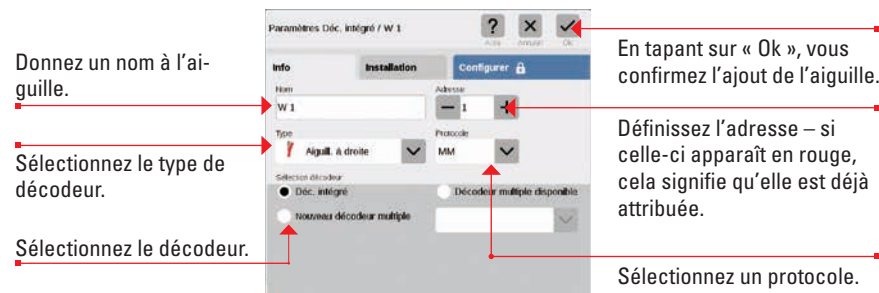 Donnez un nom à l'ai-
guille.
Sélectionnez le type de
décodeur.
Sélectionnez le décodeur.
Paramètres Déc. intégré / W 1
?
Aide
Annuler
Ok
Info
Installation
Configurer
Nom
Adresse
W 1
1
Type
Protocole
Aiguill. à droite
MM
Sélection décodeur
Déc. intégré
Décodeur multiple disponible
Nouveau décodeur multiple
En tapant sur « Ok », vous
confirmez l'ajout de l'aiguille.
Définissez l'adresse – si
celle-ci apparaît en rouge,
cela signifie qu'elle est déjà
attribuée.
Sélectionnez un protocole.